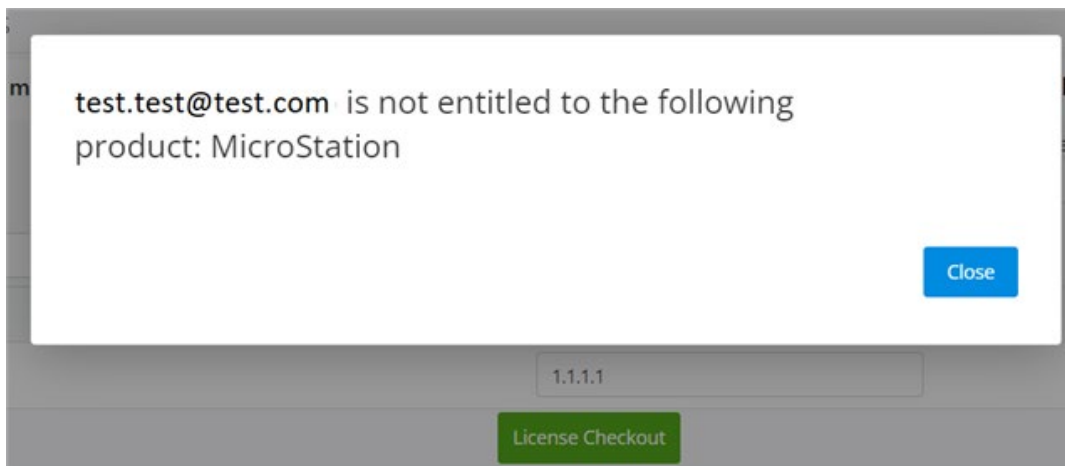 m
test.test@test.com is not entitled to the following
product: MicroStation
Close
1.1.1.1
License Checkout